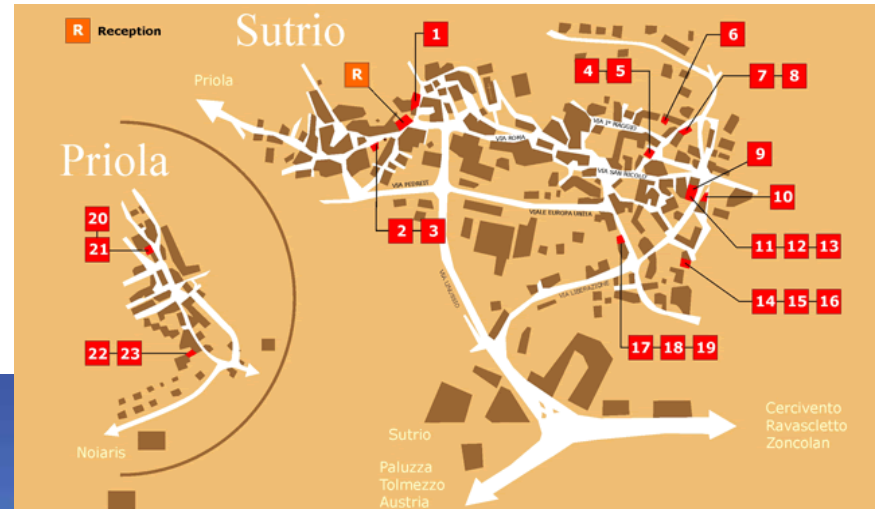 R Reception
Sutrio
1
R
Priola
6
4 5
7 8
VIA 1° MAGGIO
VIA ROMA
9
VIA SAN NICOLO'
10
2 3
VIALE EUROPA UNITA
11 12 13
VIA LIBERAZIONE
14 15 16
17 18 19
Priola
20
21
22 23
Noiaris
Sutrio
Paluzza
Tolmezzo
Austria
Cercivento
Ravascletto
Zoncolan